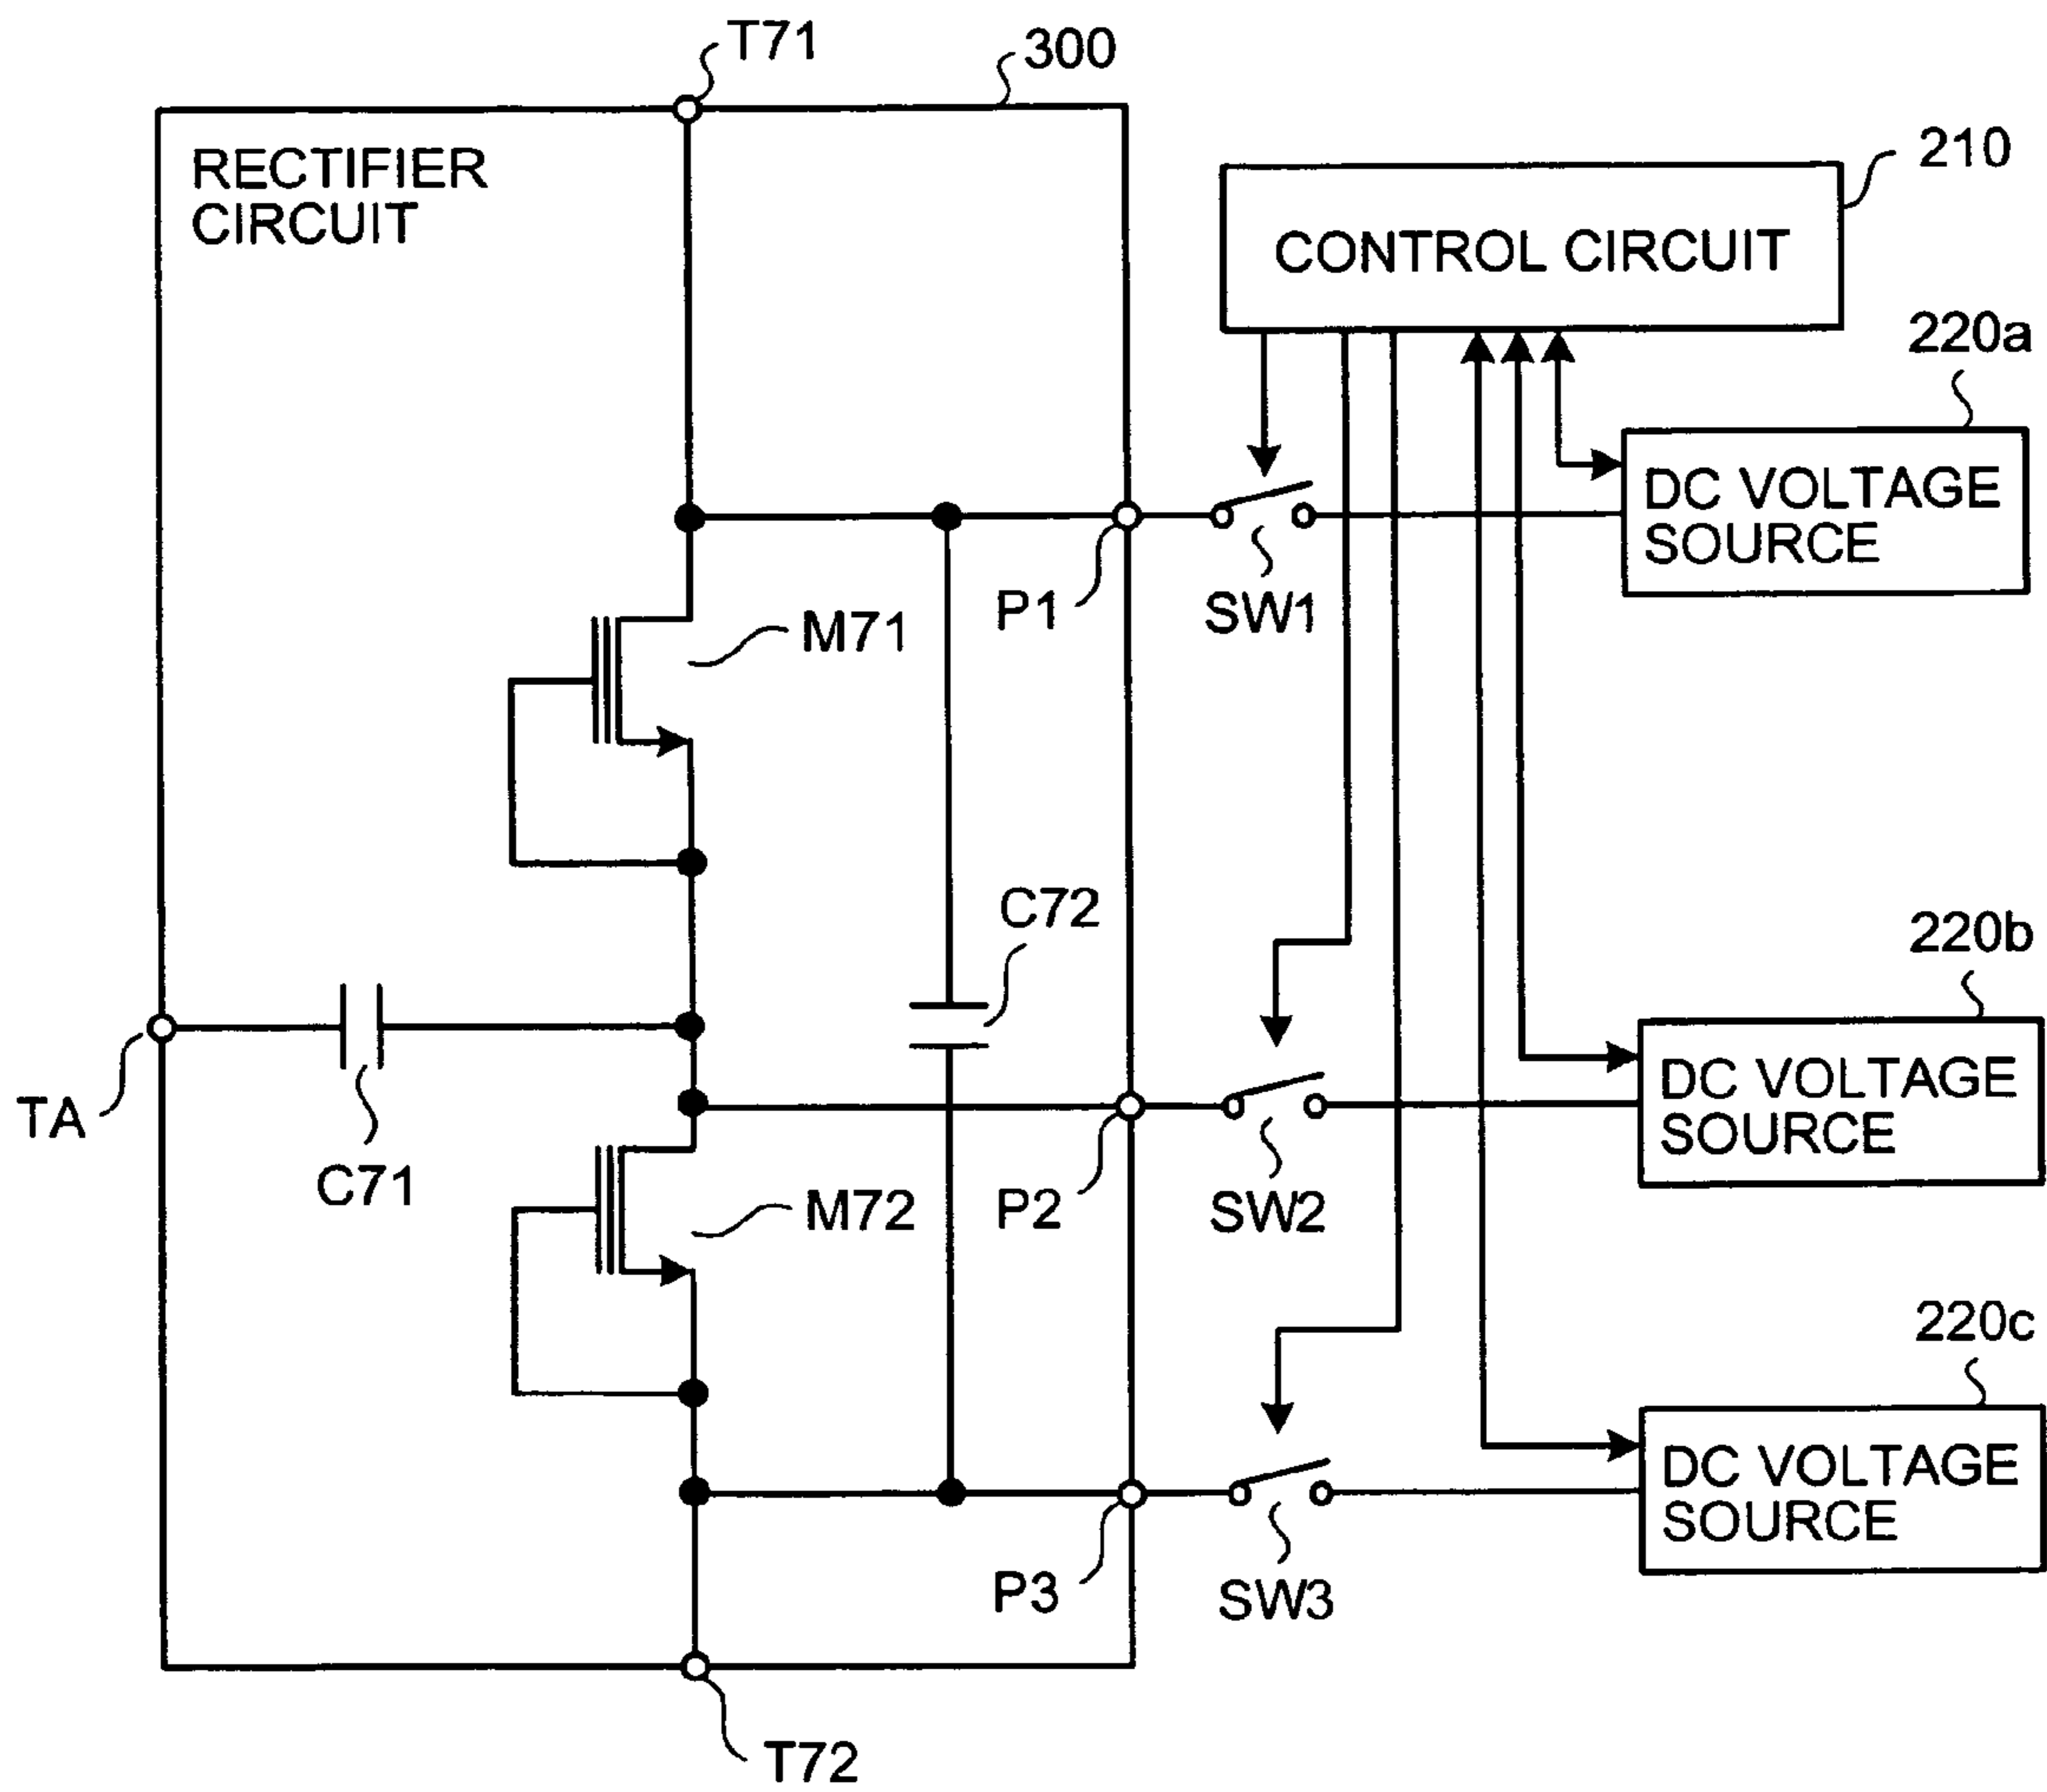 T71
300
RECTIFIER
CIRCUIT
210
CONTROL CIRCUIT
220a
DC VOLTAGE
SOURCE
P1
SW1
M71
C72
220b
DC VOLTAGE
SOURCE
TA
C71
M72
P2
SW2
220c
DC VOLTAGE
SOURCE
P3
SW3
T72